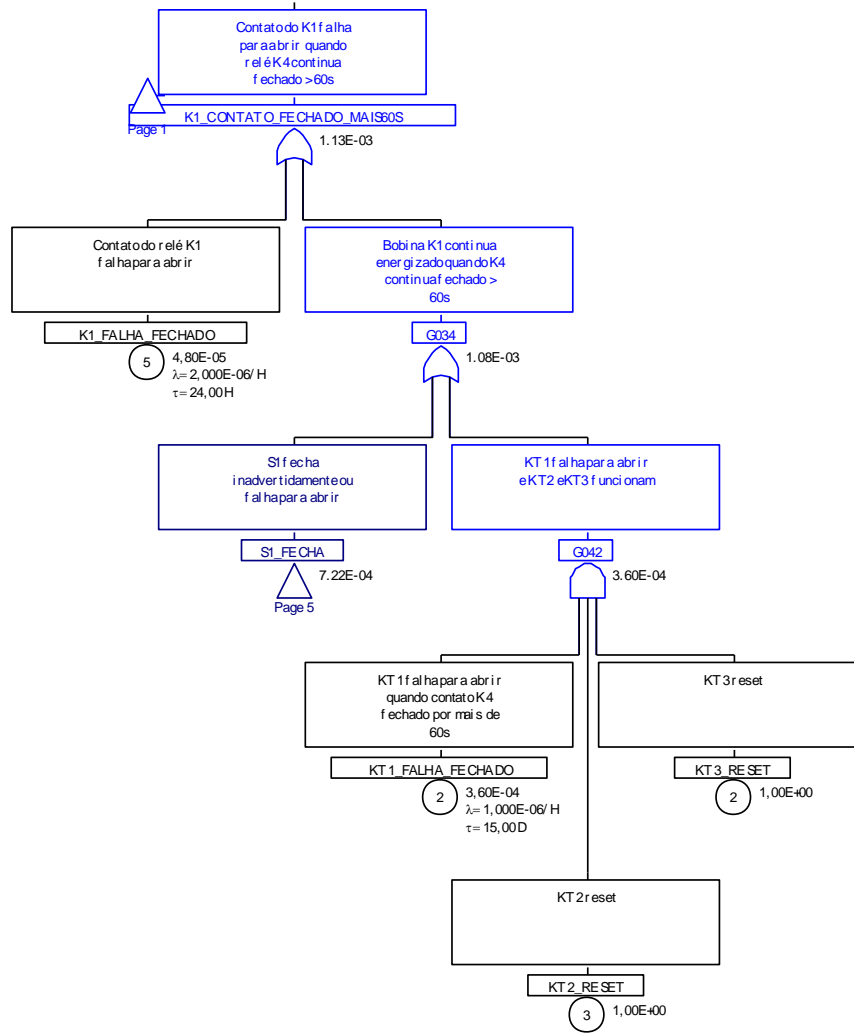 Contato do K1 falha
para abrir quando
relé K4 continua
fechado >60s
K1_CONTATO_FECHADO_MAIS60S
Page 1
1.13E-03
Contato do relé K1
falha para abrir
K1_FALHA_FECHADO
5
4,80E-05
λ= 2,000E-06/ H
τ= 24,00 H
Bobina K1 continua
energizado quando K4
continua fechado >
60s
G034
1.08E-03
S1 fecha
inadvertidamente ou
falha para abrir
S1_FECHA
7.22E-04
Page 5
KT1 falha para abrir
e KT2 e KT3 funcionam
G042
3.60E-04
KT1 falha para abrir
quando contato K4
fechado por mais de
60s
KT1_FALHA_FECHADO
2
3,60E-04
λ= 1,000E-06/ H
τ= 15,00 D
KT3 reset
KT3_RESET
2
1,00E+00
KT2 reset
KT2_RESET
3
1,00E+00